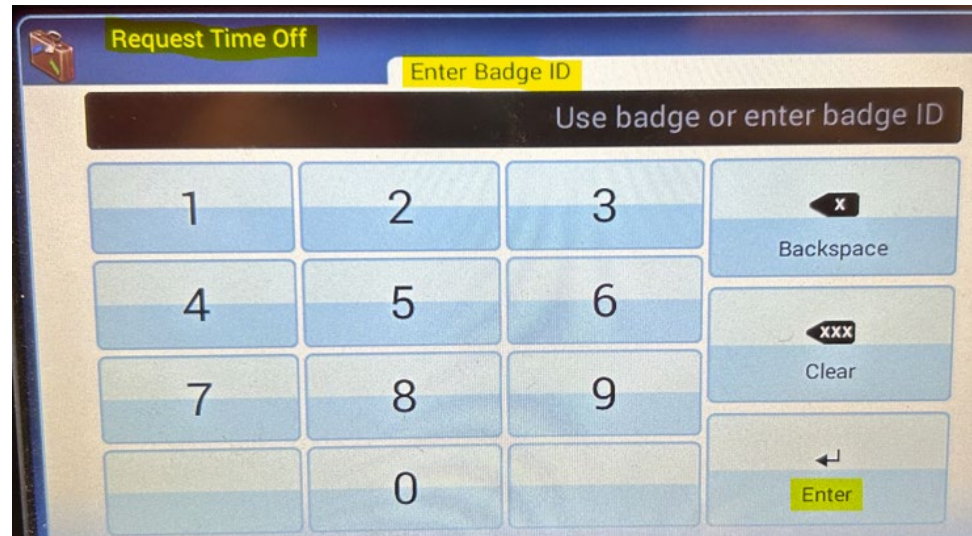 Request Time Off
Enter Badge ID
Use badge or enter badge ID
1 2 3
x
Backspace
4 5 6
xxx
Clear
7 8 9
0
Enter